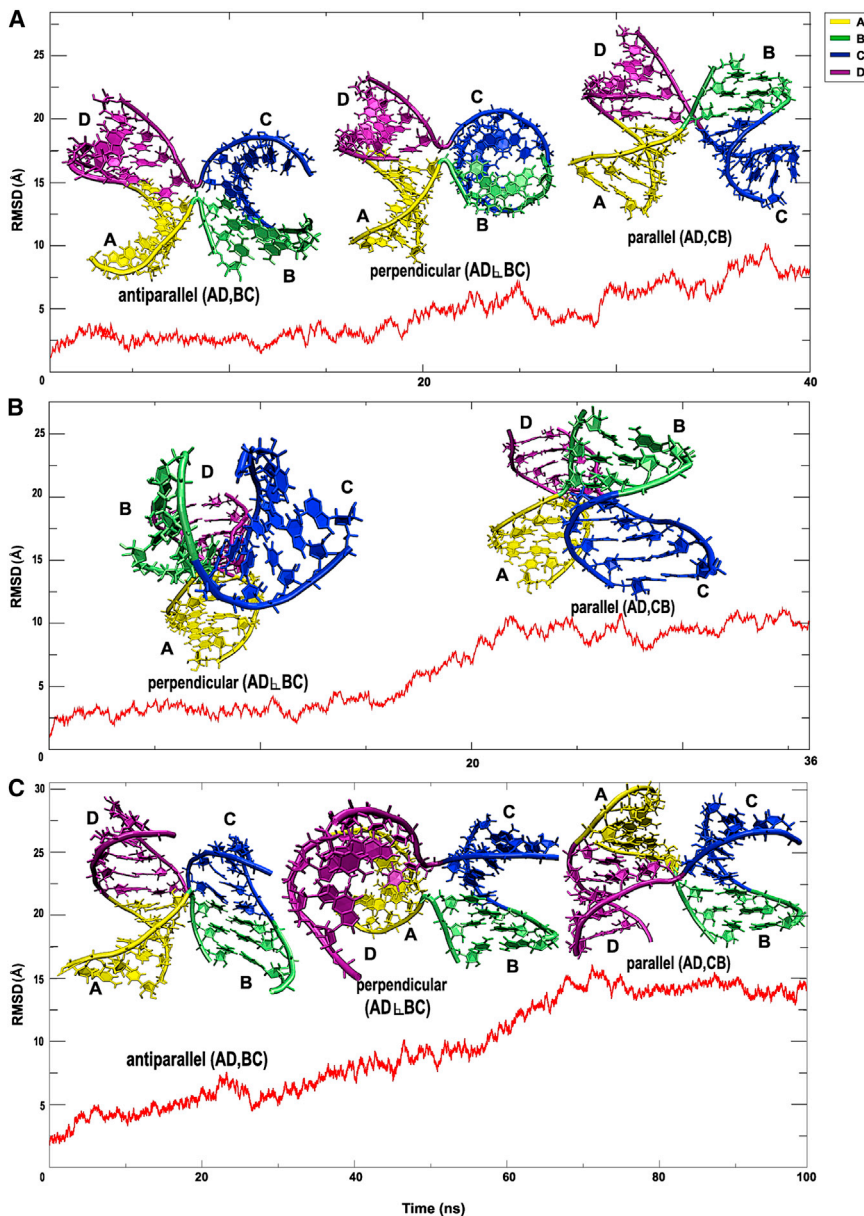 A
A
B
C
D
RMSD (Å)
25
20
15
10
5
0
20
40
D
A
C
B
antiparallel (AD,BC)
D
A
C
B
perpendicular (AD∟BC)
D
B
A
C
parallel (AD,CB)
B
RMSD (Å)
25
20
15
10
5
0
20
36
B
D
C
A
perpendicular (AD∟BC)
D
B
A
C
parallel (AD,CB)
C
RMSD (Å)
30
25
20
15
10
5
0
20
40
60
80
100
D
C
A
B
antiparallel (AD,BC)
C
A
D
B
perpendicular
(AD∟BC)
A
C
D
B
parallel (AD,CB)
Time (ns)